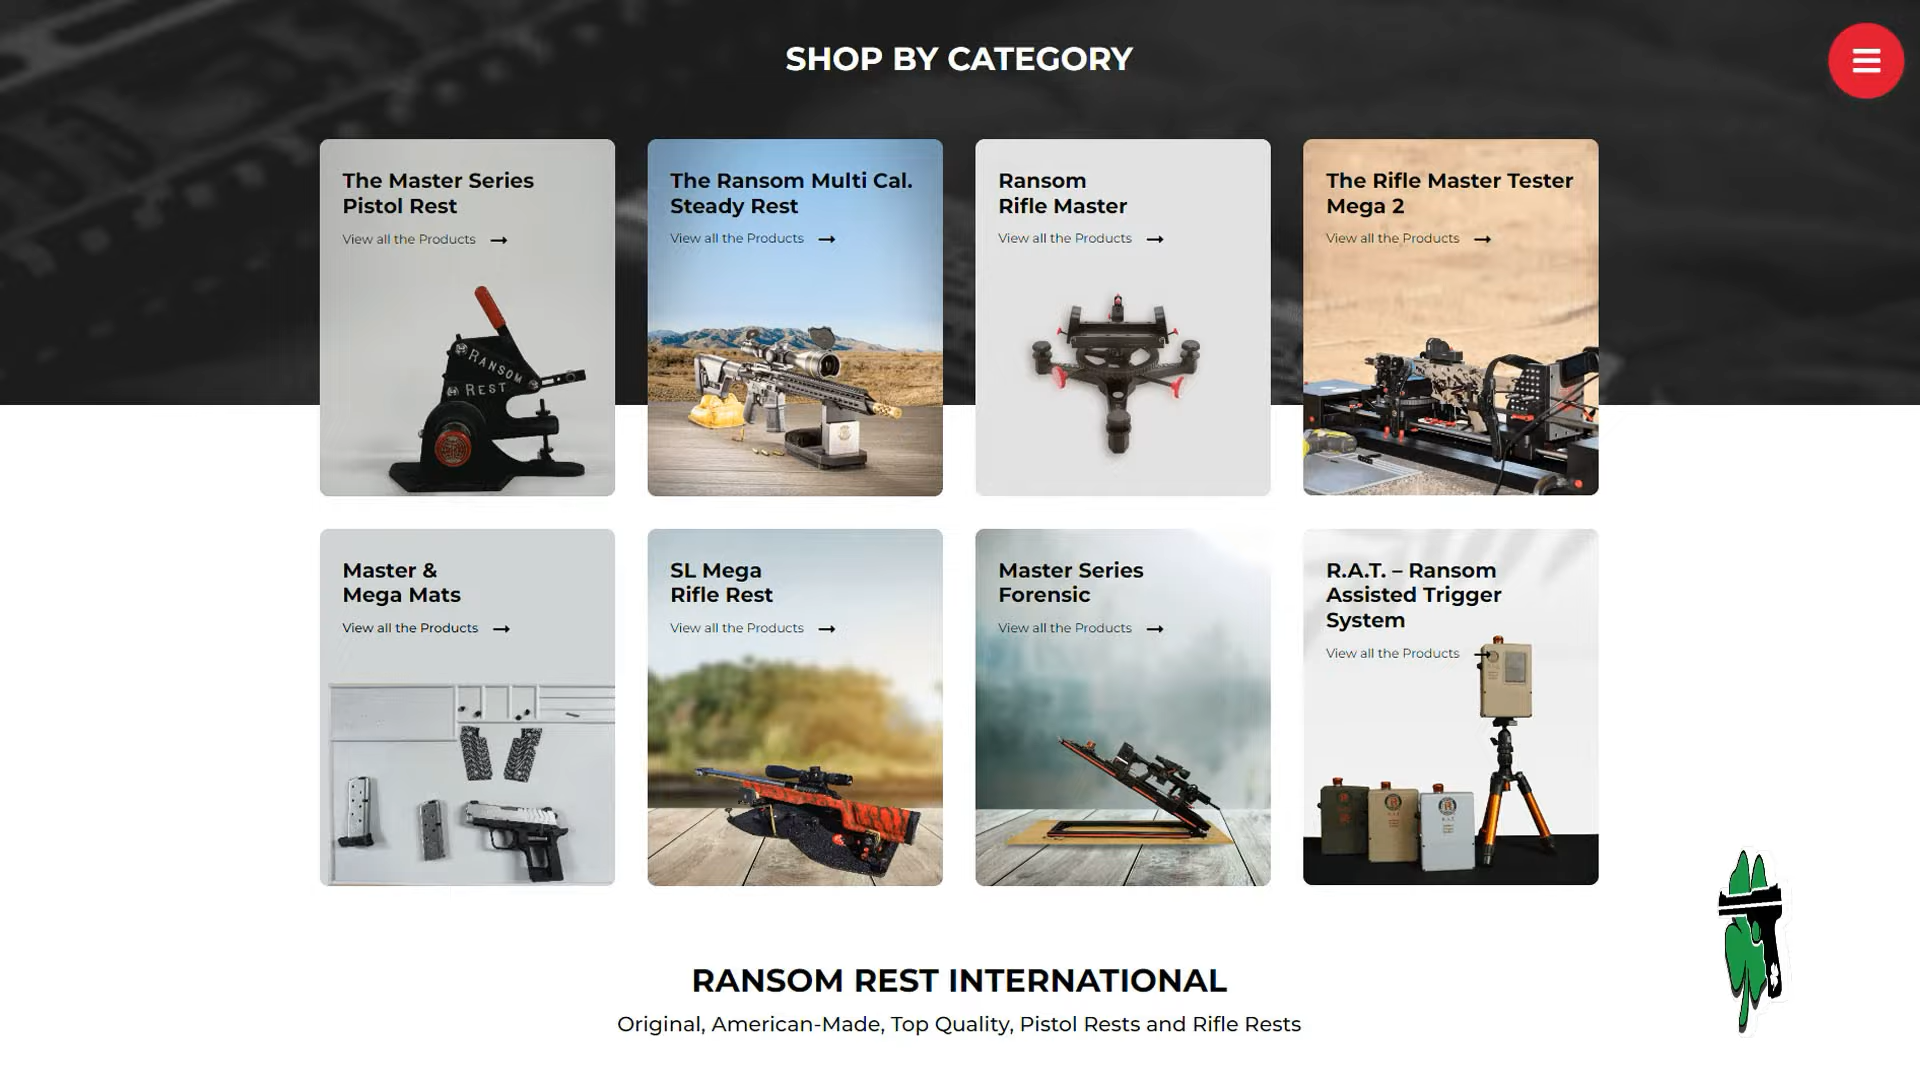 SHOP BY CATEGORY
The Master Series
Pistol Rest
View all the Products
RANSOM
REST
The Ransom Multi Cal.
Steady Rest
View all the Products
Ransom
Rifle Master
View all the Products
The Rifle Master Tester
Mega 2
View all the Products
Master &
Mega Mats
View all the Products
SL Mega
Rifle Rest
View all the Products
Master Series
Forensic
View all the Products
R.A.T. – Ransom
Assisted Trigger
System
View all the Products
RANSOM REST INTERNATIONAL
Original, American-Made, Top Quality, Pistol Rests and Rifle Rests